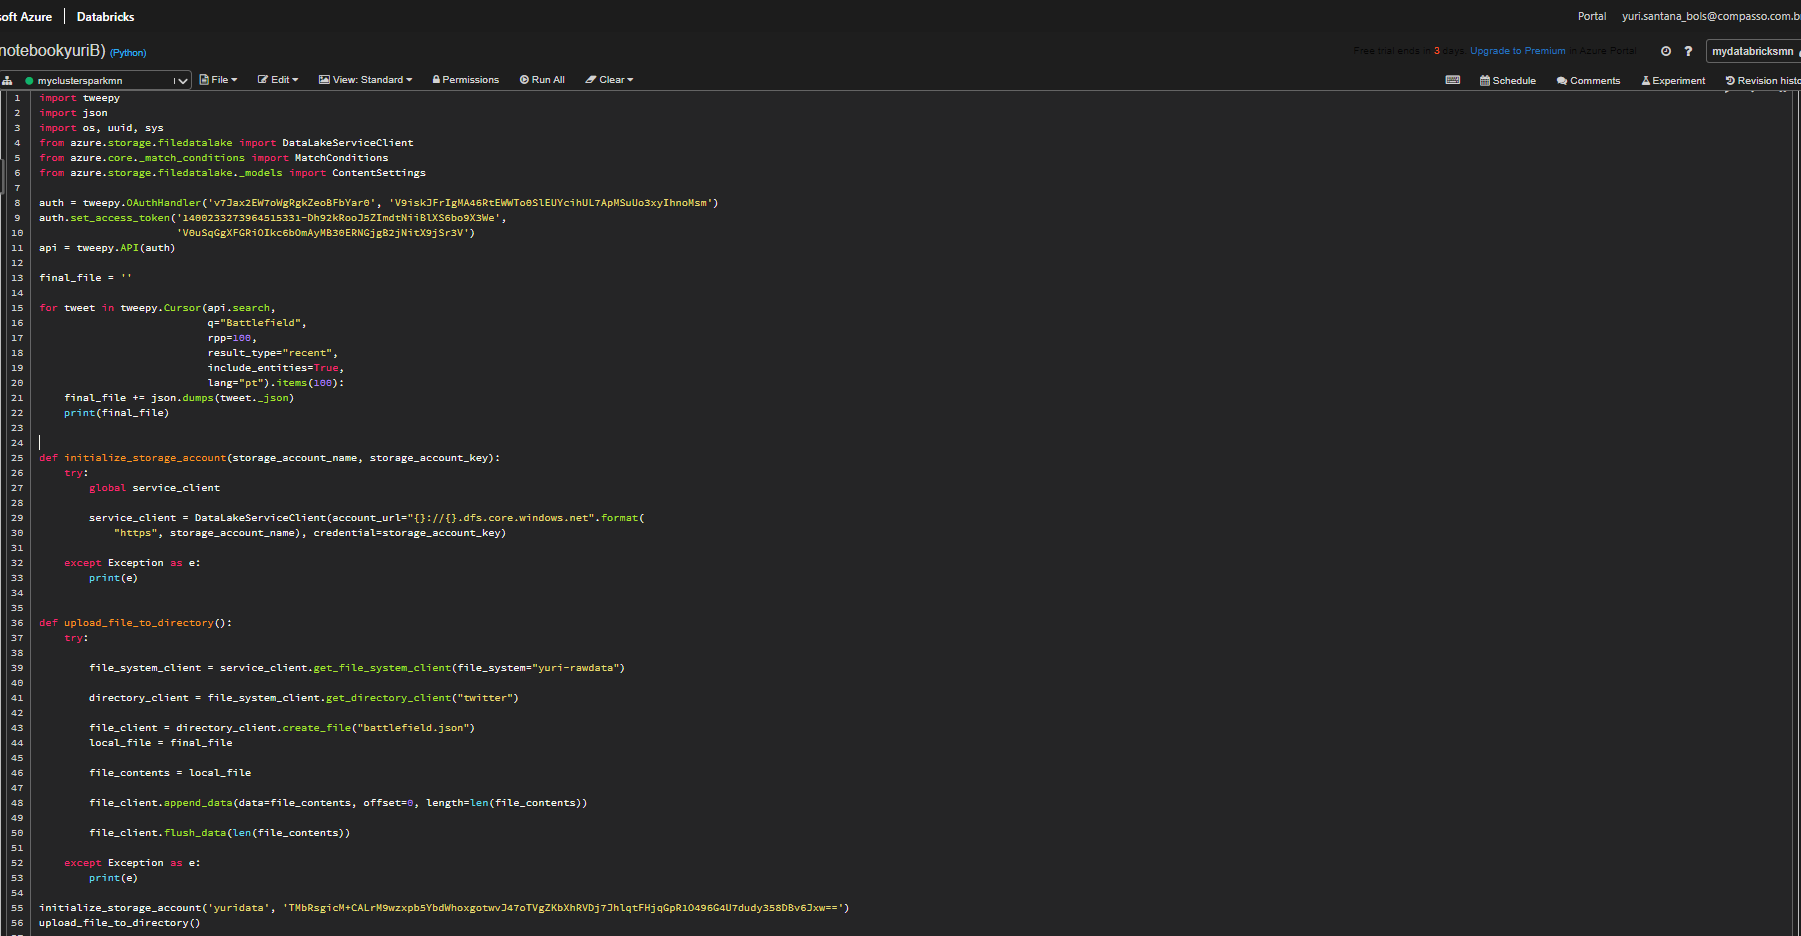 soft Azure | Databricks
Portal yuri.santana_bols@compasso.com.b
notebookyuriB) (Python)
Free trial ends in 3 days. Upgrade to Premium in Azure Portal
? mydatabricksmn
myclustersparkmn File Edit View: Standard Permissions Run All Clear
Schedule Comments Experiment Revision histo
1 import tweepy
2 import json
3 import os, uuid, sys
4 from azure.storage.filedatalake import DataLakeServiceClient
5 from azure.core._match_conditions import MatchConditions
6 from azure.storage.filedatalake._models import ContentSettings
7
8 auth = tweepy.OAuthHandler('v7Jax2EW7oWgRgkZeoBFbYar0', 'V9iskJFrIgMA46RtEWWTo0SlEUYcihUL7ApMSuUo3xyIhnoMsm')
9 auth.set_access_token('1400233273964515331-Dh92kRooJ5ZImdtNiiBlXS6bo9X3We',
10 'V0uSqGgXFGRiOIkc6bOmAyMB30ERNGjgB2jNitX9jSr3V')
11 api = tweepy.API(auth)
12
13 final_file = ''
14
15 for tweet in tweepy.Cursor(api.search,
16 q="Battlefield",
17 rpp=100,
18 result_type="recent",
19 include_entities=True,
20 lang="pt").items(100):
21 final_file += json.dumps(tweet._json)
22 print(final_file)
23
24
25 def initialize_storage_account(storage_account_name, storage_account_key):
26 try:
27 global service_client
28
29 service_client = DataLakeServiceClient(account_url="{}://{}.dfs.core.windows.net".format(
30 "https", storage_account_name), credential=storage_account_key)
31
32 except Exception as e:
33 print(e)
34
35
36 def upload_file_to_directory():
37 try:
38
39 file_system_client = service_client.get_file_system_client(file_system="yuri-rawdata")
40
41 directory_client = file_system_client.get_directory_client("twitter")
42
43 file_client = directory_client.create_file("battlefield.json")
44 local_file = final_file
45
46 file_contents = local_file
47
48 file_client.append_data(data=file_contents, offset=0, length=len(file_contents))
49
50 file_client.flush_data(len(file_contents))
51
52 except Exception as e:
53 print(e)
54
55 initialize_storage_account('yuridata', 'TMbRsgicM+CALrM9wzxpb5YbdWhoxgotwvJ47oTVgZKbXhRVDj7JhlqtFHjqGpR1O496G4U7dudy358DBv6Jxw==')
56 upload_file_to_directory()